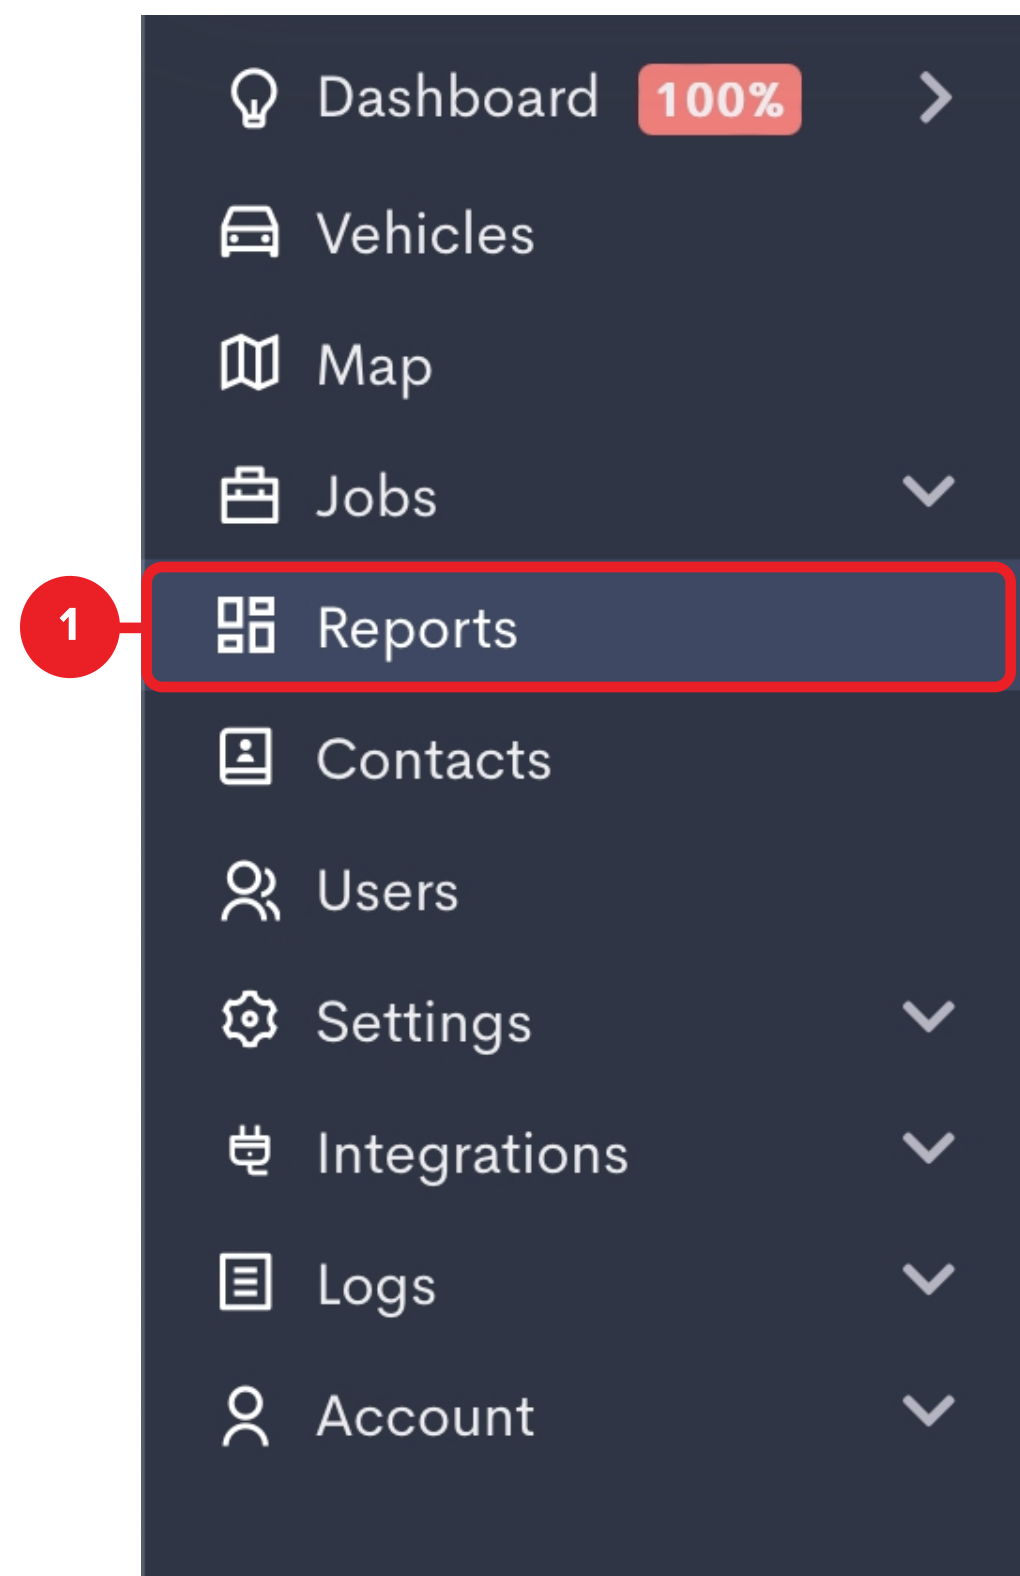 Dashboard 100%
Vehicles
Map
Jobs
1 Reports
Contacts
Users
Settings
Integrations
Logs
Account